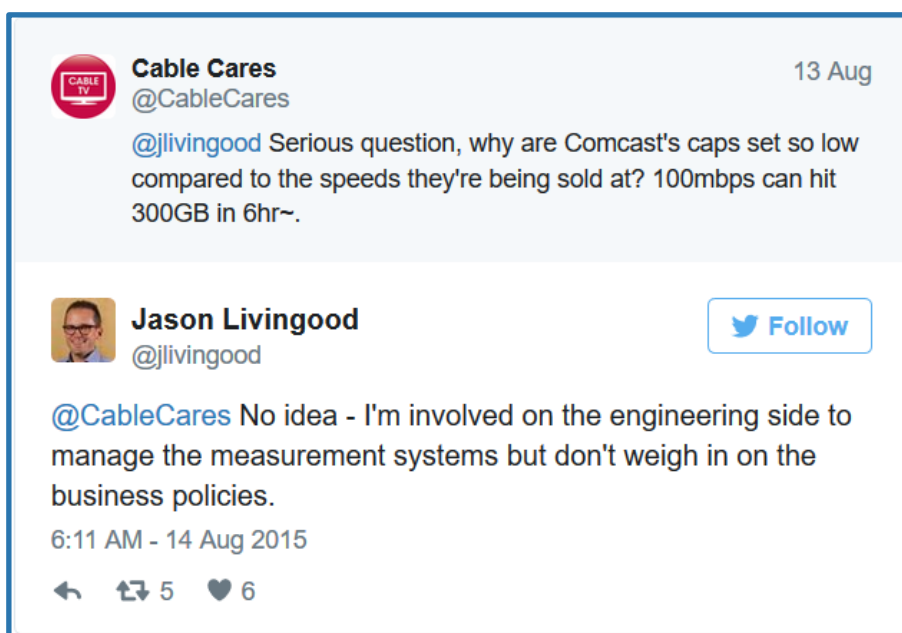 CABLE
TV
Cable Cares
13 Aug
@CableCares
@jlivingood Serious question, why are Comcast's caps set so low
compared to the speeds they're being sold at? 100mbps can hit
300GB in 6hr~.
Jason Livingood
Follow
@jlivingood
@CableCares No idea - I'm involved on the engineering side to
manage the measurement systems but don't weigh in on the
business policies.
6:11 AM - 14 Aug 2015
5
6